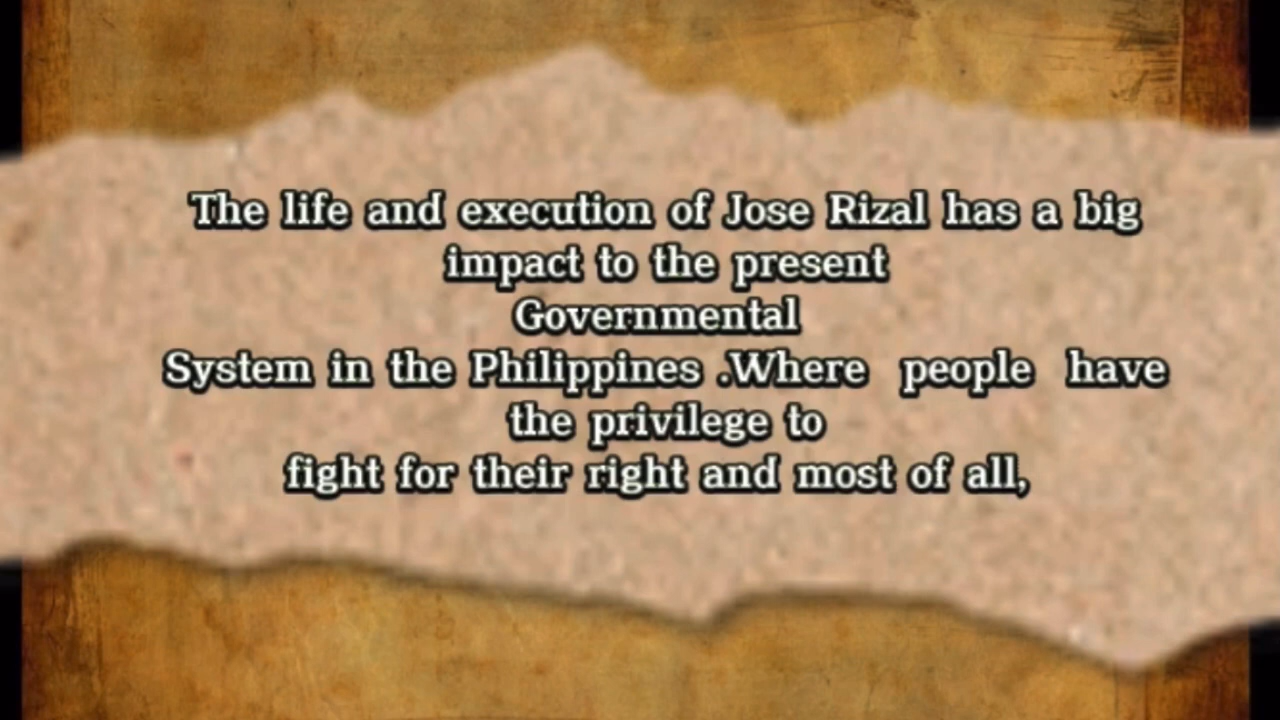 The life and execution of Jose Rizal has a big
impact to the present
Governmental
System in the Philippines .Where people have
the privilege to
fight for their right and most of all,